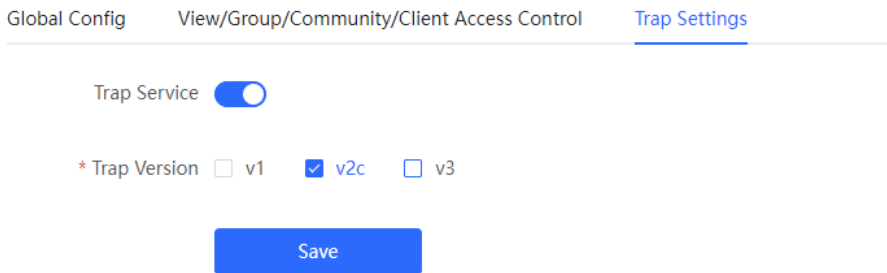 Global Config View/Group/Community/Client Access Control Trap Settings
Trap Service
* Trap Version v1 v2c v3
Save